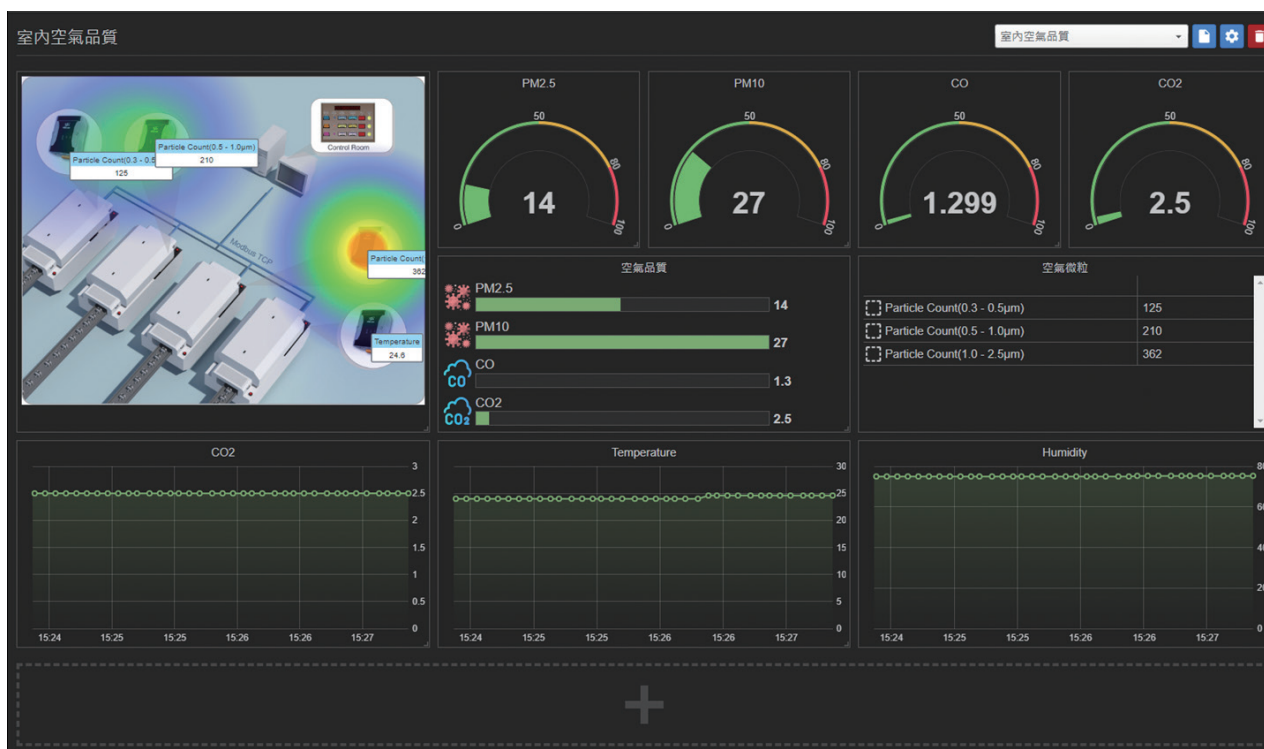 室內空氣品質
室內空氣品質
Particle Count(0.3 - 0.5
125
Particle Count(0.5 - 1.0μm)
210
Control Room
Modbus TCP
Particle Count(
362
Temperature
24.6
PM2.5
0
50
80
100
14
PM10
0
50
80
100
27
CO
0
50
80
100
1.299
CO2
0
50
80
100
2.5
空氣品質
PM2.5
14
PM10
27
CO
CO
1.3
CO2
CO2
2.5
空氣微粒
Particle Count(0.3 - 0.5μm) 125
Particle Count(0.5 - 1.0μm) 210
Particle Count(1.0 - 2.5μm) 362
CO2
3
2.5
2
1.5
1
0.5
0
15:24 15:25 15:25 15:26 15:26 15:27
Temperature
30
25
20
15
10
5
0
15:24 15:25 15:25 15:26 15:26 15:27
Humidity
80
60
40
20
0
15:24 15:25 15:25 15:26 15:26 15:27